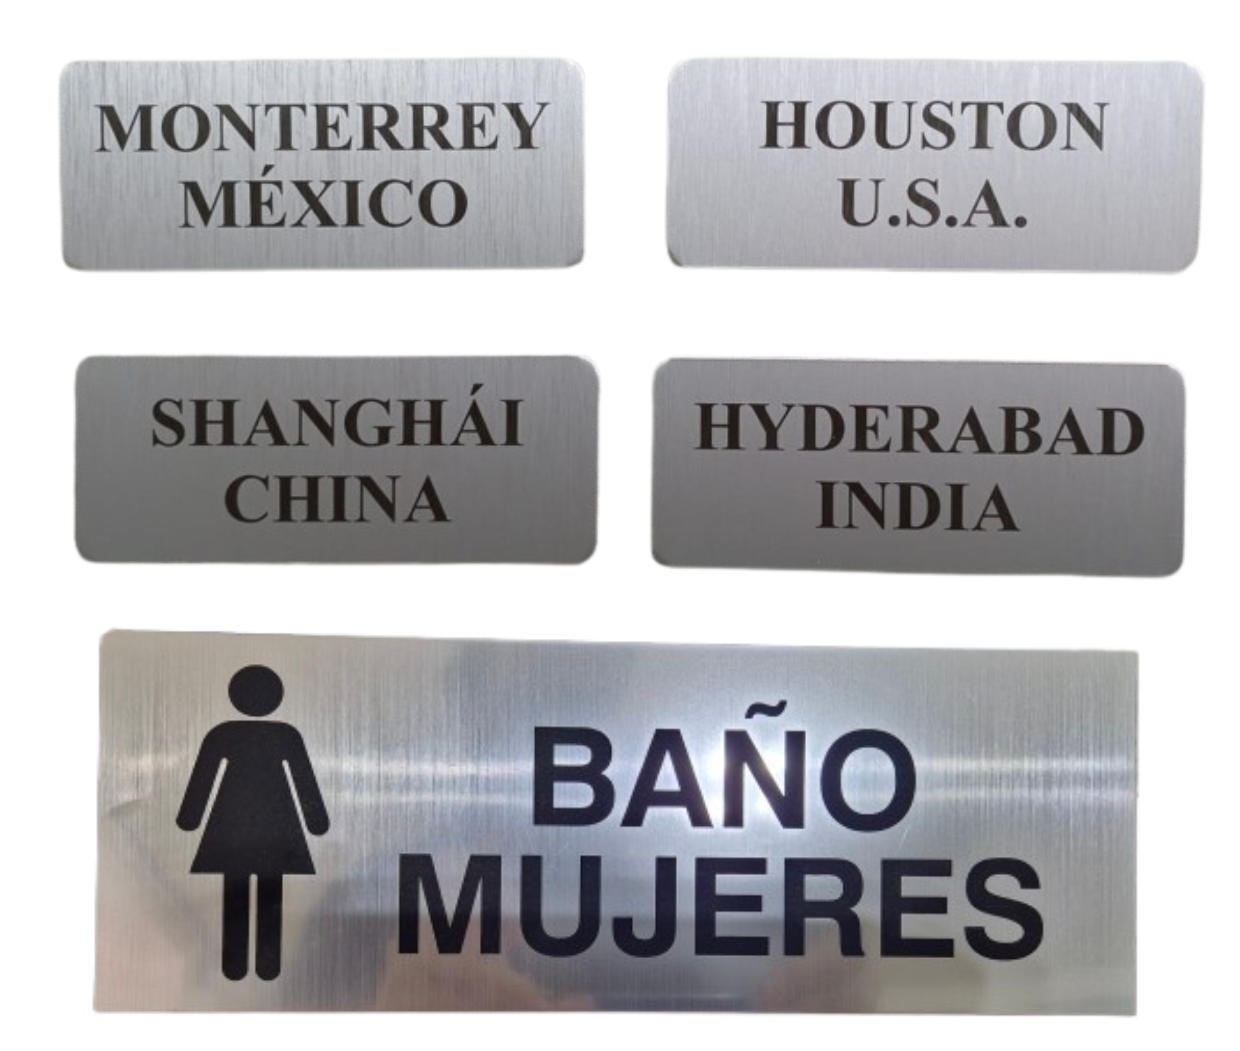 MONTERREY
MÉXICO
HOUSTON
U.S.A.
SHANGHÁI
CHINA
HYDERABAD
INDIA
BAÑO
MUJERES